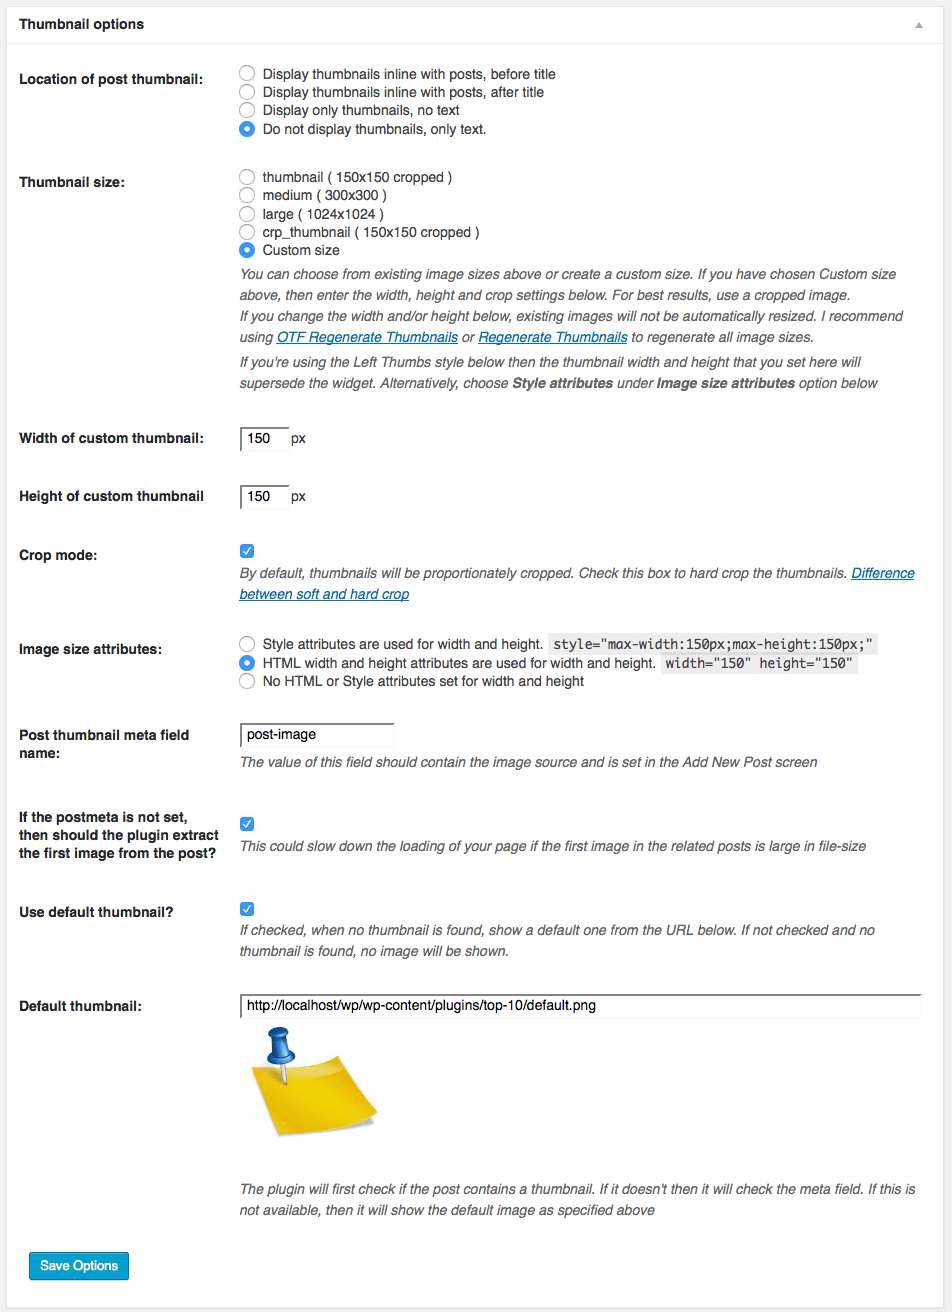 Thumbnail options
Location of post thumbnail:
Display thumbnails inline with posts, before title
Display thumbnails inline with posts, after title
Display only thumbnails, no text
Do not display thumbnails, only text.
Thumbnail size:
thumbnail ( 150x150 cropped )
medium ( 300x300 )
large ( 1024x1024 )
crp_thumbnail ( 150x150 cropped )
Custom size
You can choose from existing image sizes above or create a custom size. If you have chosen Custom size
above, then enter the width, height and crop settings below. For best results, use a cropped image.
If you change the width and/or height below, existing images will not be automatically resized. I recommend
using OTF Regenerate Thumbnails or Regenerate Thumbnails to regenerate all image sizes.
If you're using the Left Thumbs style below then the thumbnail width and height that you set here will
supersede the widget. Alternatively, choose Style attributes under Image size attributes option below
Width of custom thumbnail:
150 px
Height of custom thumbnail
150 px
Crop mode:
By default, thumbnails will be proportionately cropped. Check this box to hard crop the thumbnails. Difference
between soft and hard crop
Image size attributes:
Style attributes are used for width and height. style="max-width:150px;max-height:150px;"
HTML width and height attributes are used for width and height. width="150" height="150"
No HTML or Style attributes set for width and height
Post thumbnail meta field
name:
post-image
The value of this field should contain the image source and is set in the Add New Post screen
If the postmeta is not set,
then should the plugin extract
the first image from the post?
This could slow down the loading of your page if the first image in the related posts is large in file-size
Use default thumbnail?
If checked, when no thumbnail is found, show a default one from the URL below. If not checked and no
thumbnail is found, no image will be shown.
Default thumbnail:
http://localhost/wp/wp-content/plugins/top-10/default.png
The plugin will first check if the post contains a thumbnail. If it doesn't then it will check the meta field. If this is
not available, then it will show the default image as specified above
Save Options